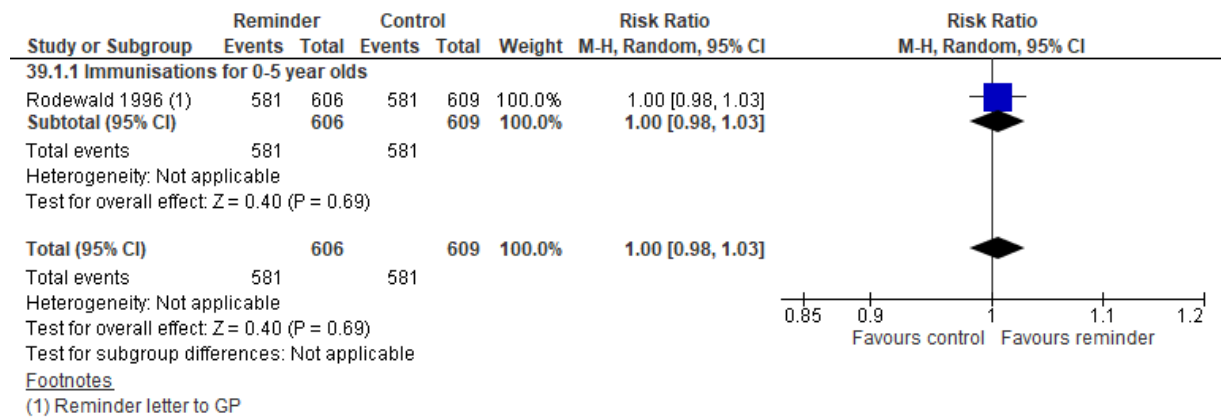 Reminder Control Risk Ratio Risk Ratio
Study or Subgroup Events Total Events Total Weight M-H, Random, 95% CI M-H, Random, 95% CI
39.1.1 Immunisations for 0-5 year olds
Rodewald 1996 (1) 581 606 581 609 100.0% 1.00 [0.98, 1.03]
Subtotal (95% CI) 606 609 100.0% 1.00 [0.98, 1.03]
Total events 581 581
Heterogeneity: Not applicable
Test for overall effect: Z = 0.40 (P = 0.69)
Total (95% CI) 606 609 100.0% 1.00 [0.98, 1.03]
Total events 581 581
Heterogeneity: Not applicable
Test for overall effect: Z = 0.40 (P = 0.69)
Test for subgroup differences: Not applicable
0.85 0.9 1 1.1 1.2
Favours control Favours reminder
Footnotes
(1) Reminder letter to GP